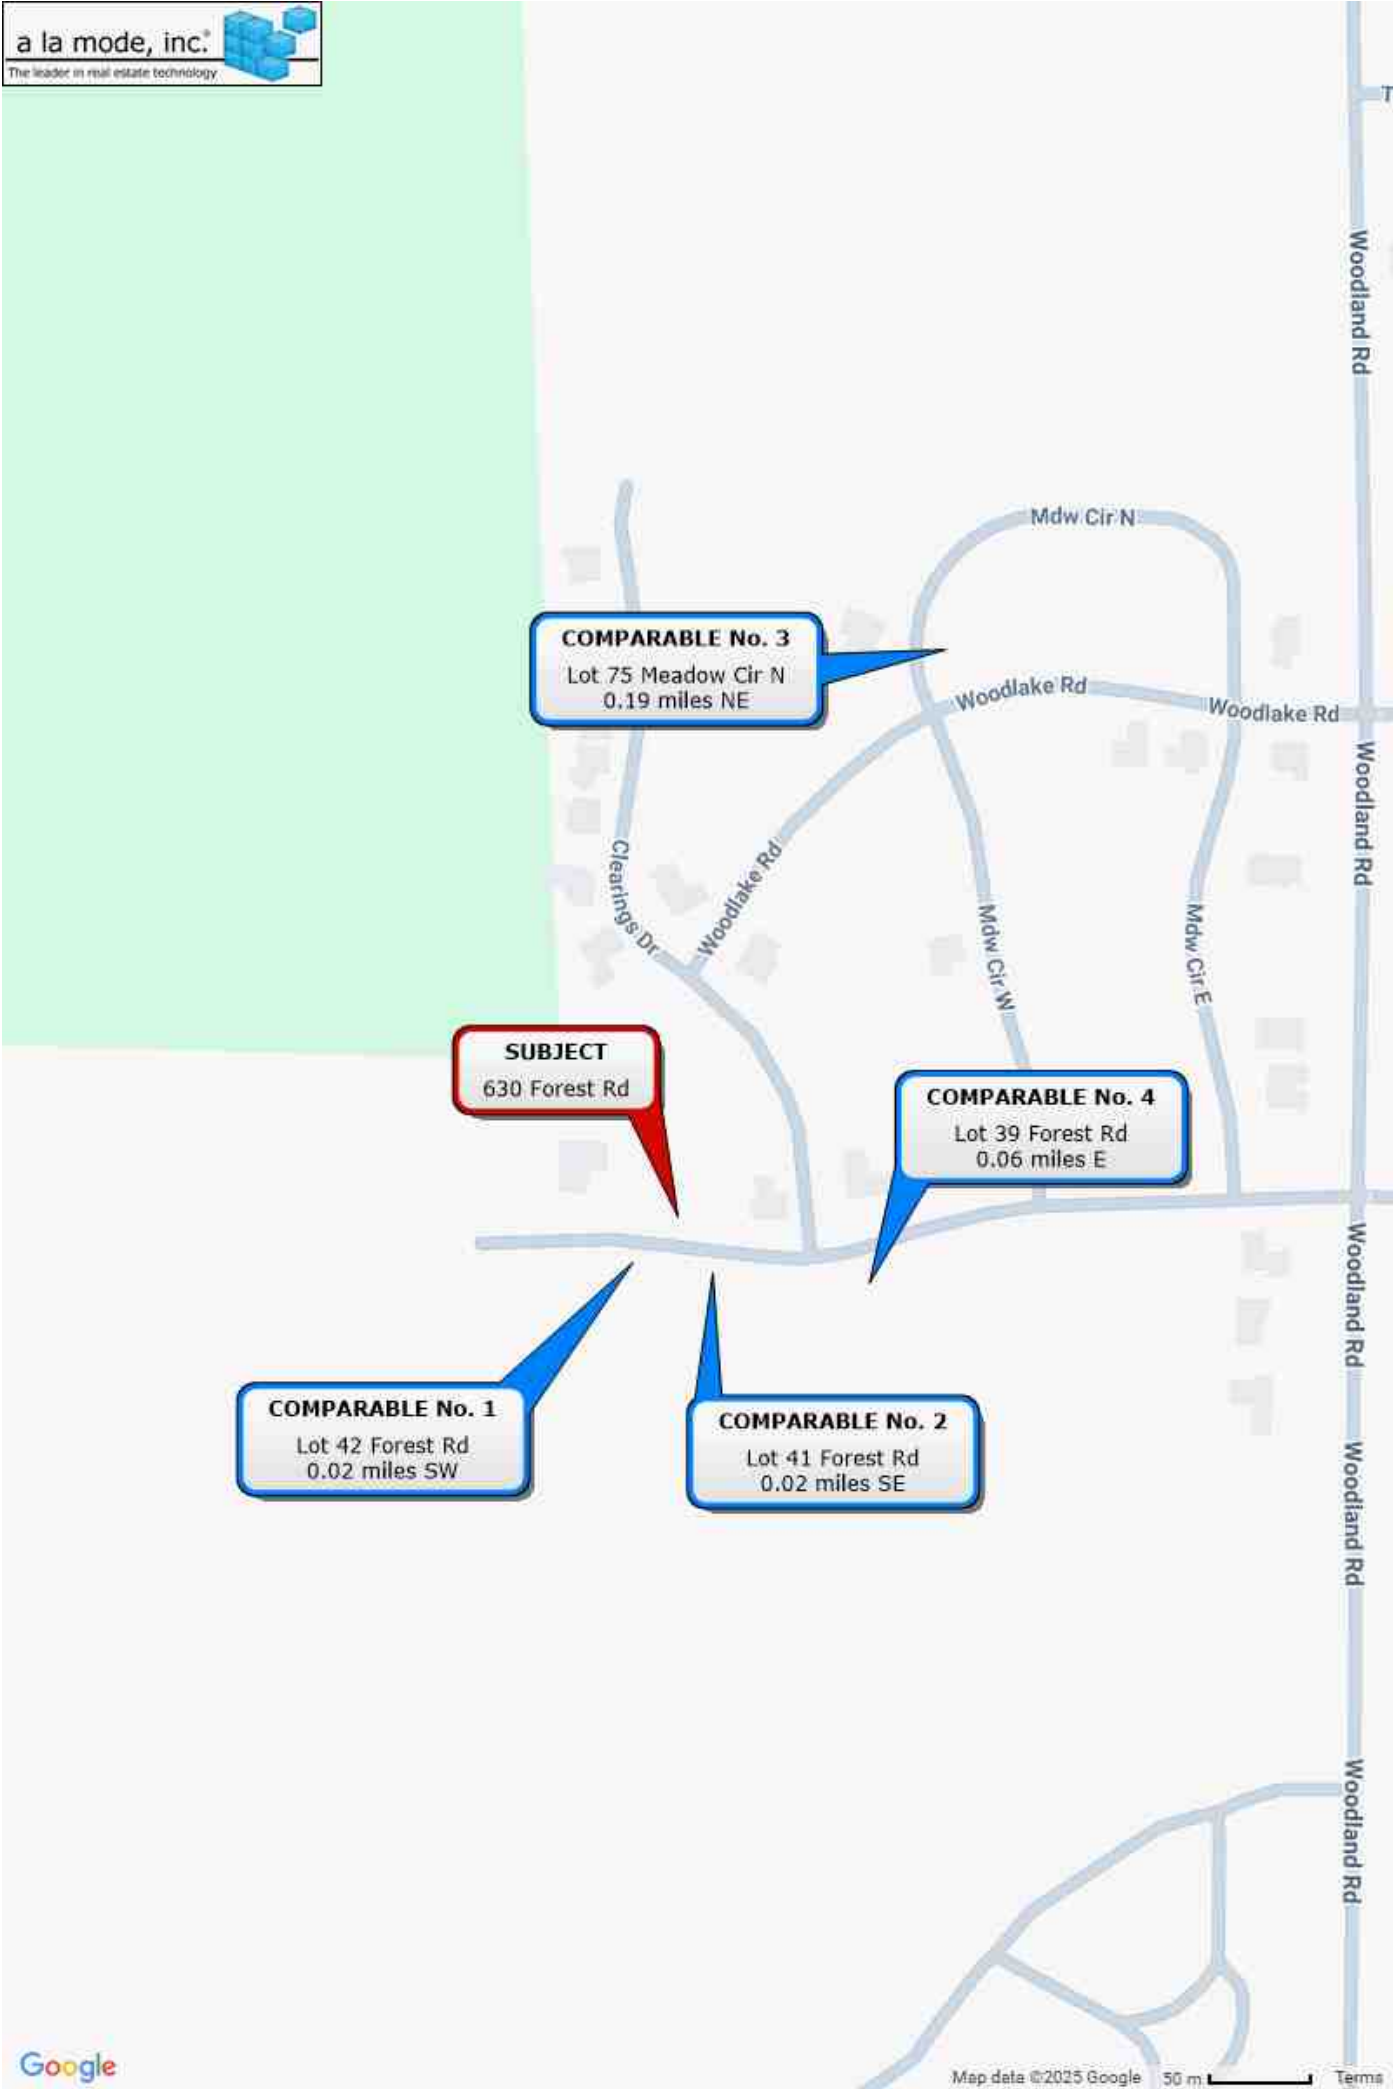 a la mode, inc.
The leader in real estate technology
Woodland Rd
Mdw Cir N
COMPARABLE No. 3
Lot 75 Meadow Cir N
0.19 miles NE
Woodlake Rd
Woodlake Rd
Woodland Rd
Clearings Dr
Woodlake Rd
Mdw Cir W
Mdw Cir E
SUBJECT
630 Forest Rd
COMPARABLE No. 4
Lot 39 Forest Rd
0.06 miles E
Woodland Rd
COMPARABLE No. 1
Lot 42 Forest Rd
0.02 miles SW
COMPARABLE No. 2
Lot 41 Forest Rd
0.02 miles SE
Woodland Rd
Woodland Rd
Google
Map data ©2025 Google
50 m
Terms